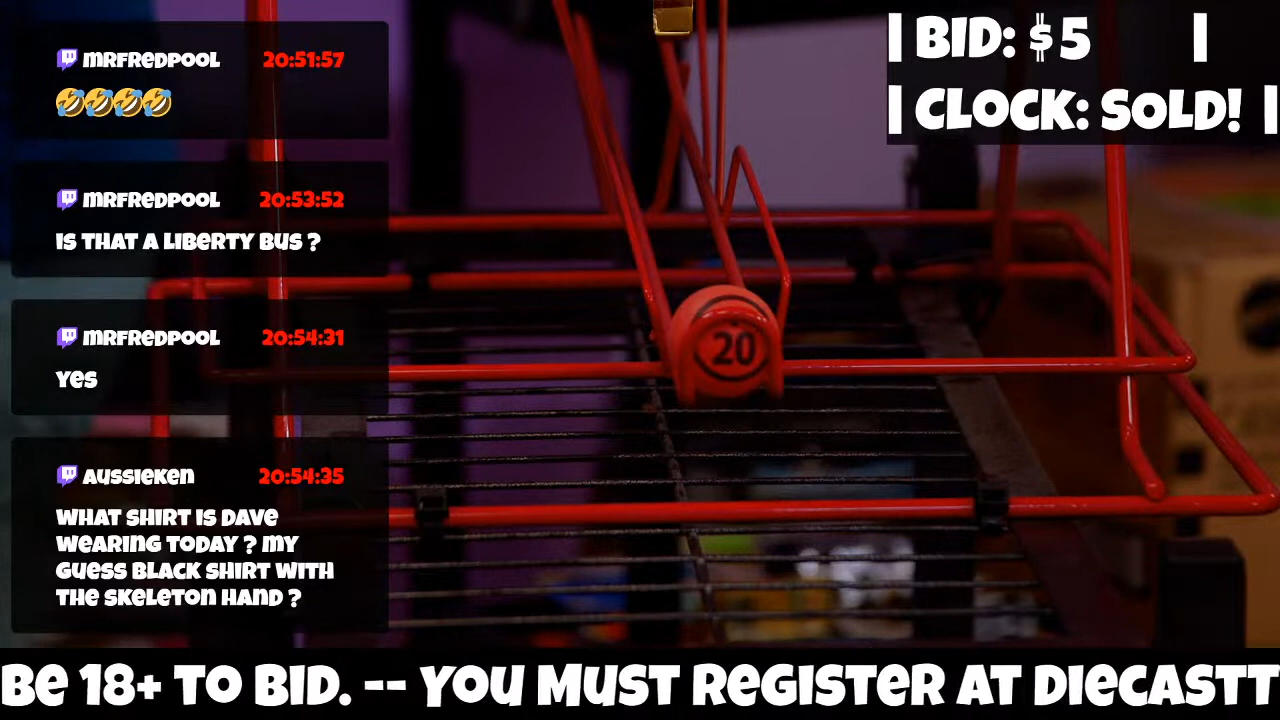 | BID: $5 |
| CLOCK: SOLD! |
mrfredpool 20:51:57
🤣🤣🤣🤣
mrfredpool 20:53:52
Is that a liberty bus ?
mrfredpool 20:54:31
Yes
aussieken 20:54:35
What shirt is Dave
wearing today ? My
guess black shirt with
the skeleton hand ?
20
Be 18+ to bid. -- You must register at diecastt